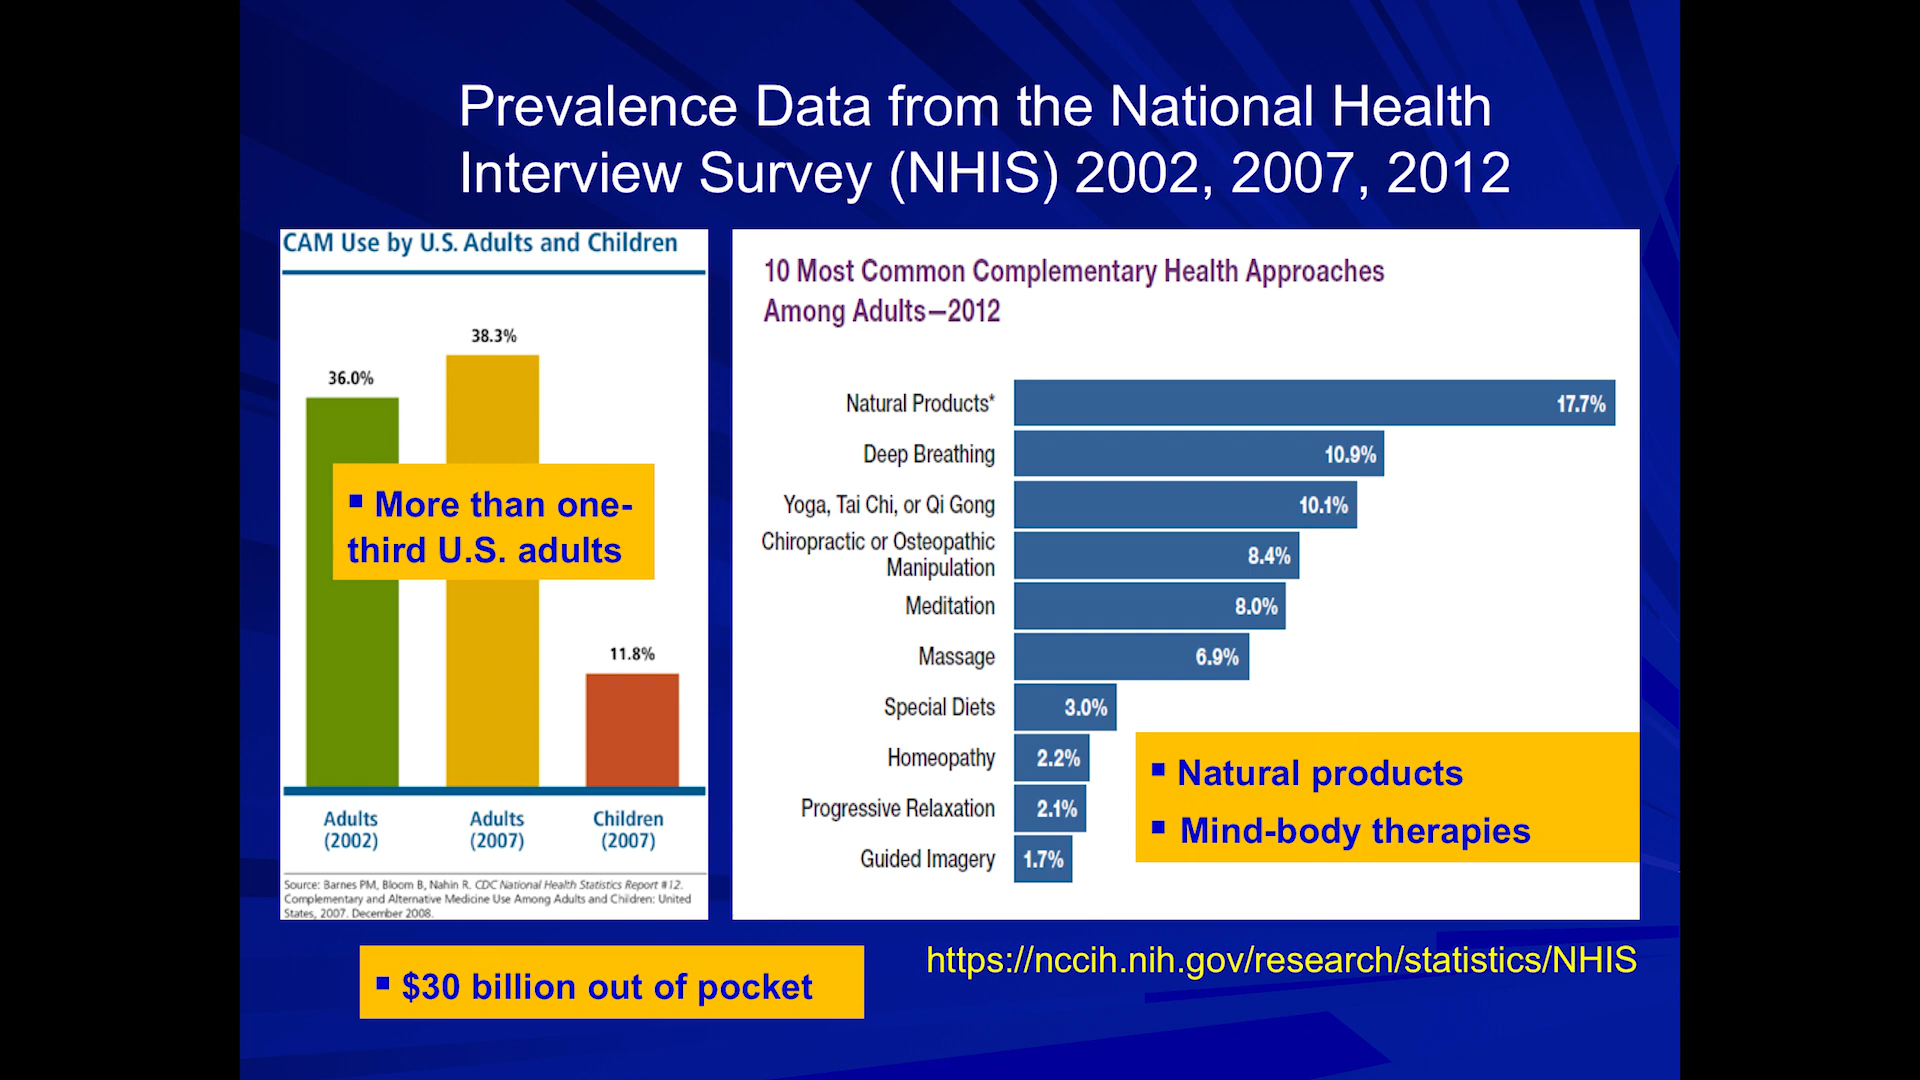 Prevalence Data from the National Health
Interview Survey (NHIS) 2002, 2007, 2012
CAM Use by U.S. Adults and Children
38.3%
36.0%
▪ More than one-
third U.S. adults
11.8%
Adults
(2002)
Adults
(2007)
Children
(2007)
Source: Barnes PM, Bloom B, Nahin R. CDC National Health Statistics Report #12.
Complementary and Alternative Medicine Use Among Adults and Children: United
States, 2007. December 2008.
10 Most Common Complementary Health Approaches
Among Adults—2012
Natural Products* 17.7%
Deep Breathing 10.9%
Yoga, Tai Chi, or Qi Gong 10.1%
Chiropractic or Osteopathic
Manipulation 8.4%
Meditation 8.0%
Massage 6.9%
Special Diets 3.0%
Homeopathy 2.2%
Progressive Relaxation 2.1%
Guided Imagery 1.7%
▪ Natural products
▪ Mind-body therapies
▪ $30 billion out of pocket
https://nccih.nih.gov/research/statistics/NHIS